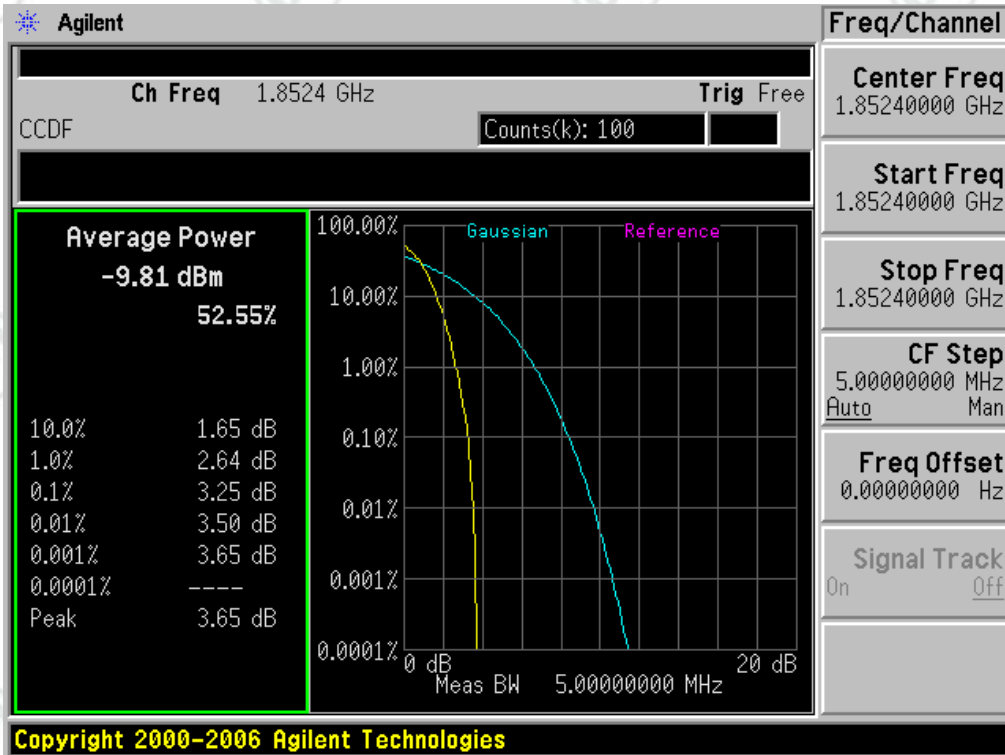 Agilent
Ch Freq 1.8524 GHz Trig Free
CCDF Counts(k): 100
Average Power
-9.81 dBm
52.55%
10.0% 1.65 dB
1.0% 2.64 dB
0.1% 3.25 dB
0.01% 3.50 dB
0.001% 3.65 dB
0.0001% ----
Peak 3.65 dB
Gaussian Reference
100.00%
10.00%
1.00%
0.10%
0.01%
0.001%
0.0001%
0 dB 20 dB
Meas BW 5.00000000 MHz
Freq/Channel
Center Freq
1.85240000 GHz
Start Freq
1.85240000 GHz
Stop Freq
1.85240000 GHz
CF Step
5.00000000 MHz
Auto Man
Freq Offset
0.00000000 Hz
Signal Track
On Off
Copyright 2000-2006 Agilent Technologies